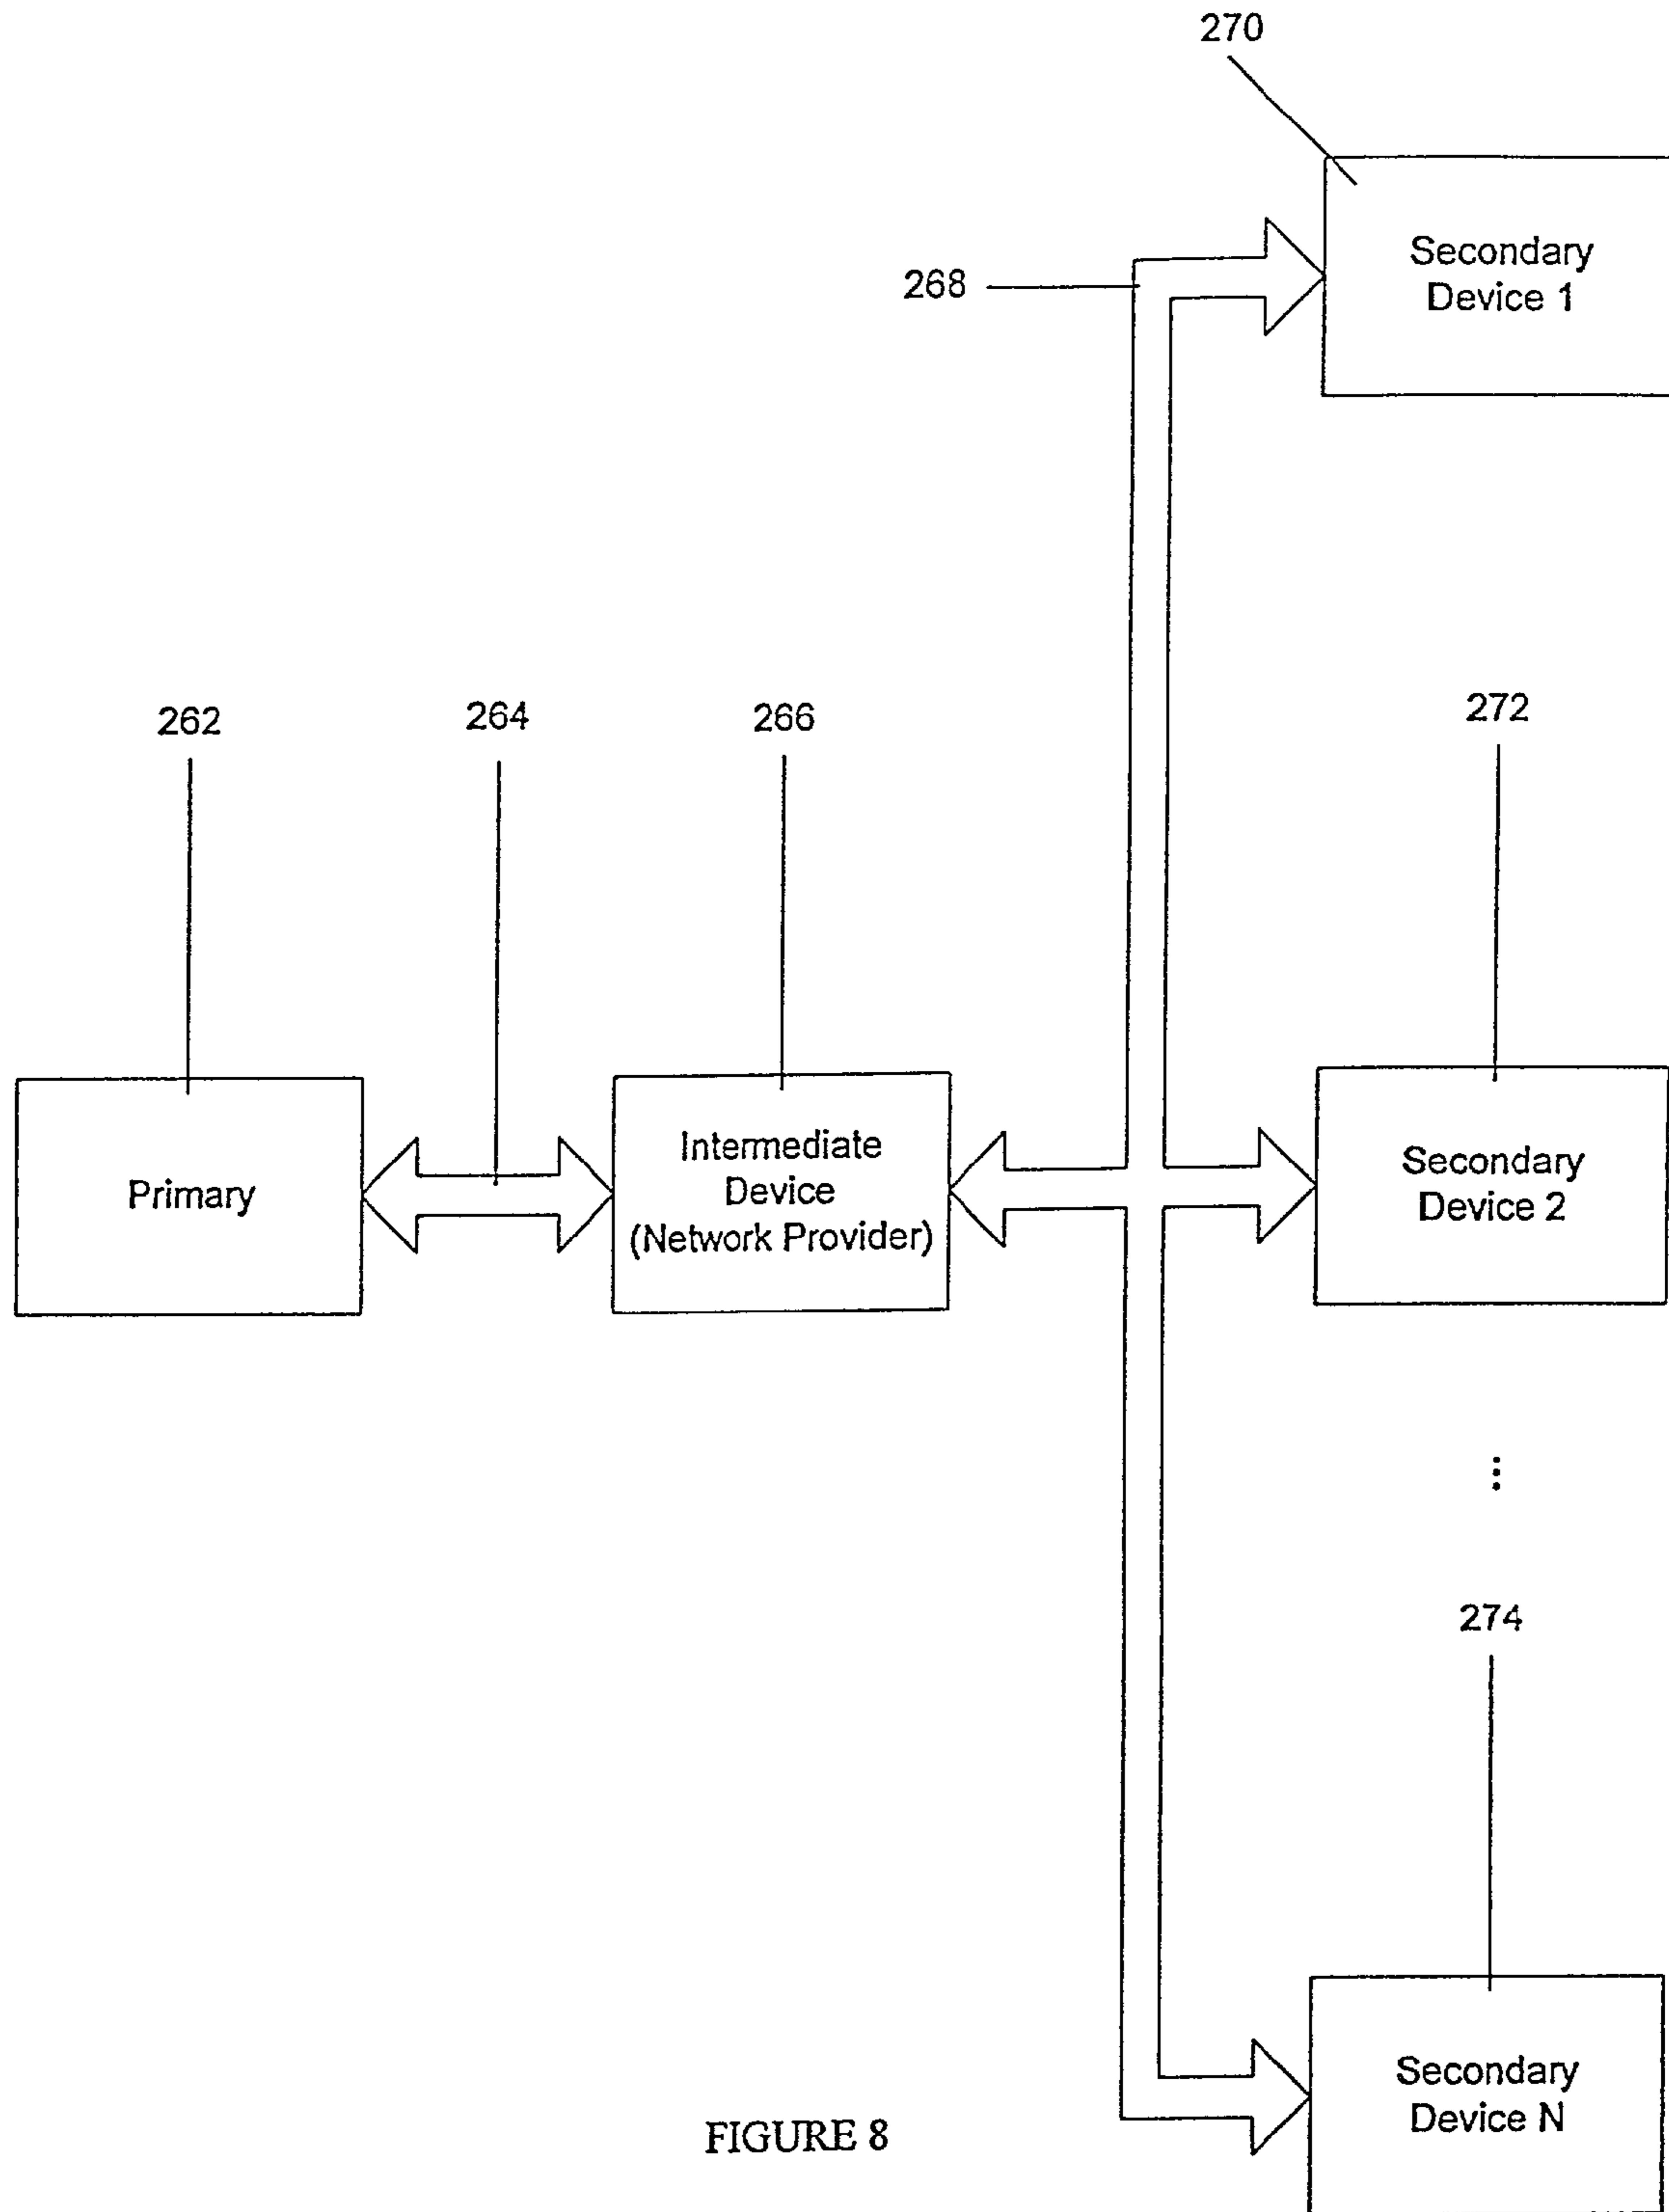 270
Secondary
Device 1
268
262
264
266
272
Primary
Intermediate
Device
(Network Provider)
Secondary
Device 2
274
Secondary
Device N
FIGURE 8